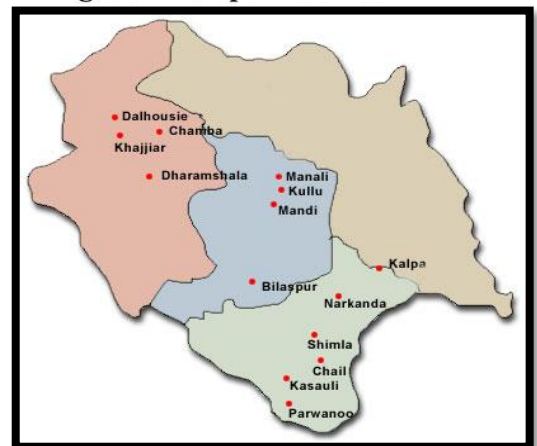 Dalhousie
Chamba
Khajjiar
Dharamshala
Manali
Kullu
Mandi
Kalpa
Bilaspur
Narkanda
Shimla
Chail
Kasauli
Parwanoo